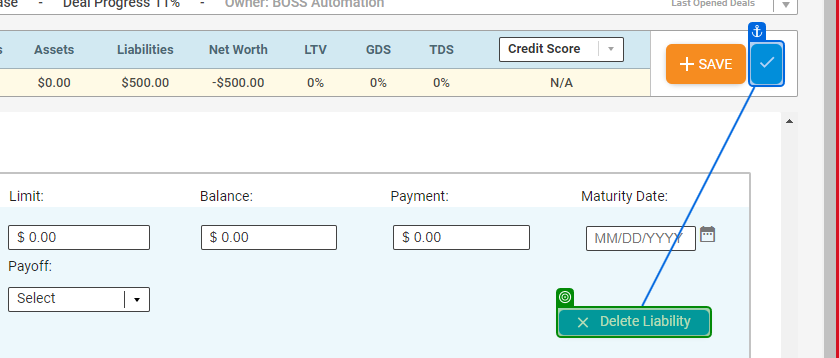 ase - Deal Progress 11% - Owner: BOSS Automation
Last Opened Deals
s Assets Liabilities Net Worth LTV GDS TDS Credit Score
+ SAVE
$0.00 $500.00 -$500.00 0% 0% 0% N/A
Limit: Balance: Payment: Maturity Date:
$ 0.00 $ 0.00 $ 0.00 MM/DD/YYYY
Payoff:
Select
Delete Liability